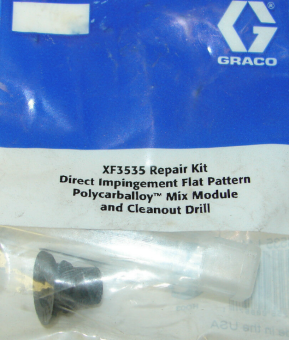 GRACO
XF3535 Repair Kit
Direct Impingement Flat Pattern
Polycarballoy™ Mix Module
and Cleanout Drill